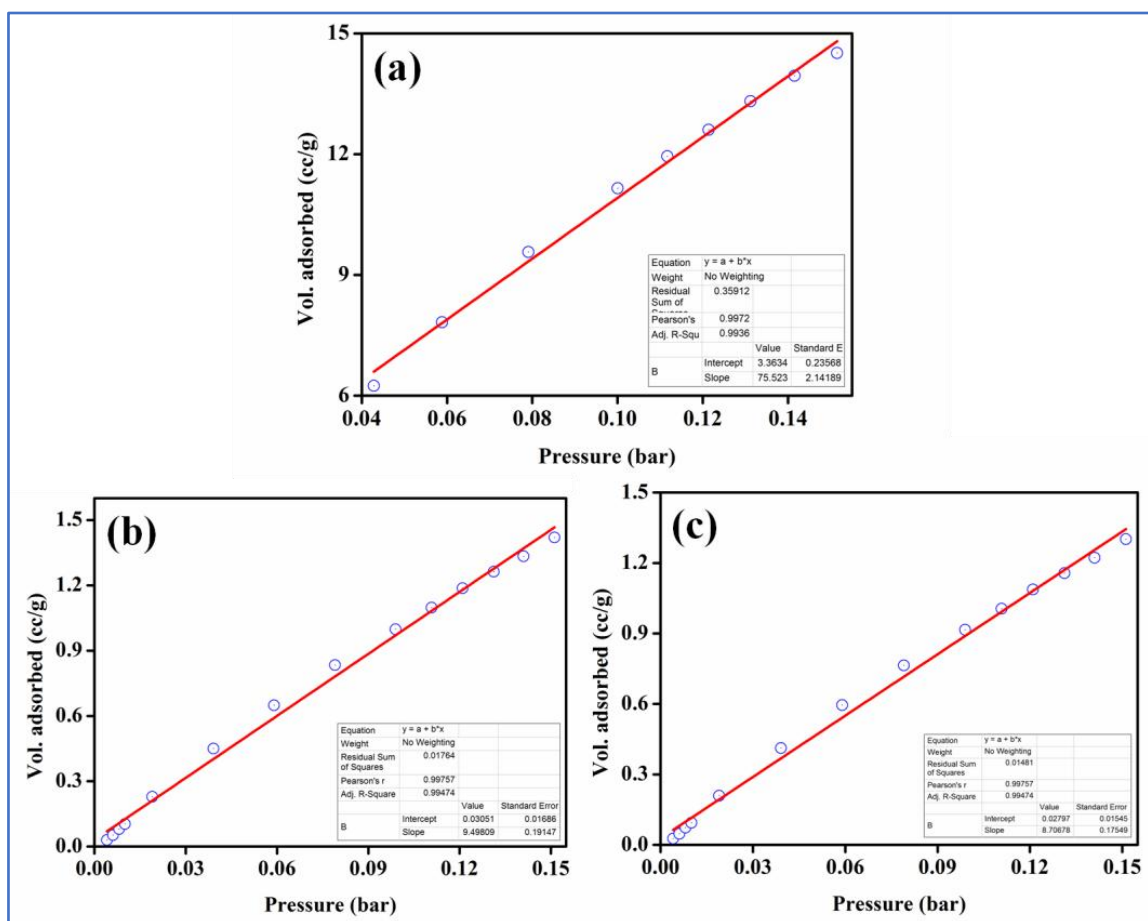 (a)
Vol. adsorbed (cc/g)
15
12
9
6
0.04 0.06 0.08 0.10 0.12 0.14
Pressure (bar)
Equation y = a + b*x
Weight No Weighting
Residual 0.35912
Sum of
Pearson's 0.9972
Adj. R-Squ 0.9936
Value Standard E
B Intercept 3.3634 0.23568
Slope 75.523 2.14189
(b)
Vol. adsorbed (cc/g)
1.5
1.2
0.9
0.6
0.3
0.0
0.00 0.03 0.06 0.09 0.12 0.15
Pressure (bar)
Equation y = a + b*x
Weight No Weighting
Residual Sum 0.01764
of Squares
Pearson's r 0.99757
Adj. R-Square 0.99474
Value Standard Error
B Intercept 0.03051 0.01686
Slope 9.49809 0.19147
(c)
Vol. adsorbed (cc/g)
1.5
1.2
0.9
0.6
0.3
0.0
0.00 0.03 0.06 0.09 0.12 0.15
Pressure (bar)
Equation y = a + b*x
Weight No Weighting
Residual Sum 0.01481
of Squares
Pearson's r 0.99757
Adj. R-Square 0.99474
Value Standard Error
B Intercept 0.02797 0.01545
Slope 8.70678 0.17549